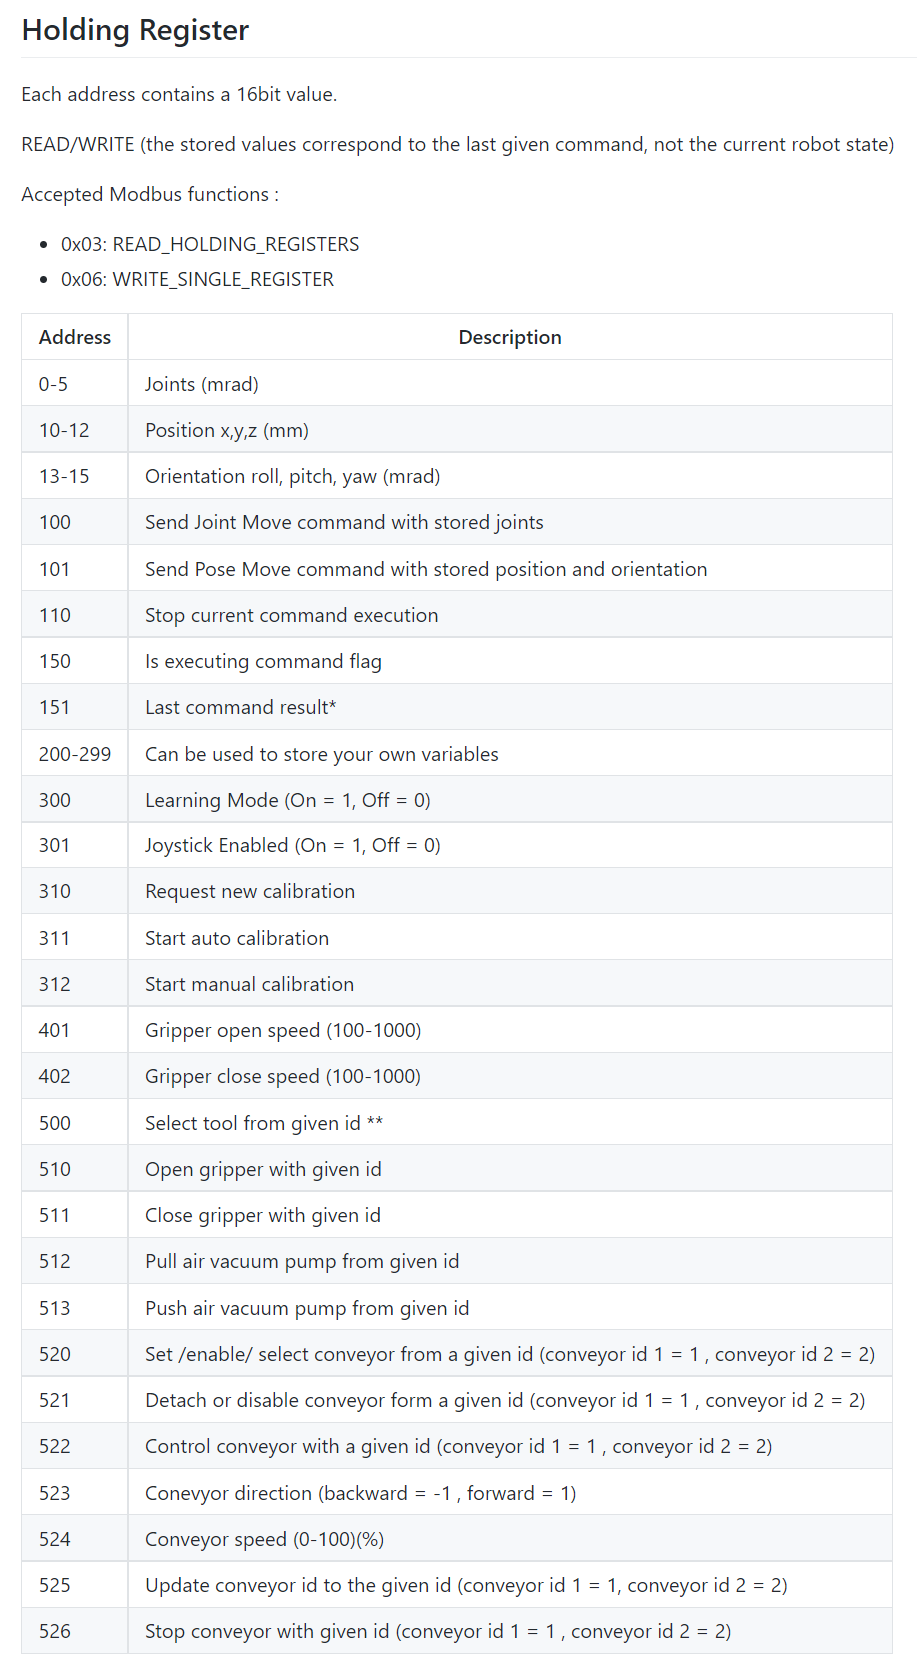 Holding Register
Each address contains a 16bit value.
READ/WRITE (the stored values correspond to the last given command, not the current robot state)
Accepted Modbus functions :
• 0x03: READ_HOLDING_REGISTERS
• 0x06: WRITE_SINGLE_REGISTER
Address Description
0-5 Joints (mrad)
10-12 Position x,y,z (mm)
13-15 Orientation roll, pitch, yaw (mrad)
100 Send Joint Move command with stored joints
101 Send Pose Move command with stored position and orientation
110 Stop current command execution
150 Is executing command flag
151 Last command result*
200-299 Can be used to store your own variables
300 Learning Mode (On = 1, Off = 0)
301 Joystick Enabled (On = 1, Off = 0)
310 Request new calibration
311 Start auto calibration
312 Start manual calibration
401 Gripper open speed (100-1000)
402 Gripper close speed (100-1000)
500 Select tool from given id **
510 Open gripper with given id
511 Close gripper with given id
512 Pull air vacuum pump from given id
513 Push air vacuum pump from given id
520 Set /enable/ select conveyor from a given id (conveyor id 1 = 1 , conveyor id 2 = 2)
521 Detach or disable conveyor form a given id (conveyor id 1 = 1 , conveyor id 2 = 2)
522 Control conveyor with a given id (conveyor id 1 = 1 , conveyor id 2 = 2)
523 Conevyor direction (backward = -1 , forward = 1)
524 Conveyor speed (0-100)(%)
525 Update conveyor id to the given id (conveyor id 1 = 1, conveyor id 2 = 2)
526 Stop conveyor with given id (conveyor id 1 = 1 , conveyor id 2 = 2)